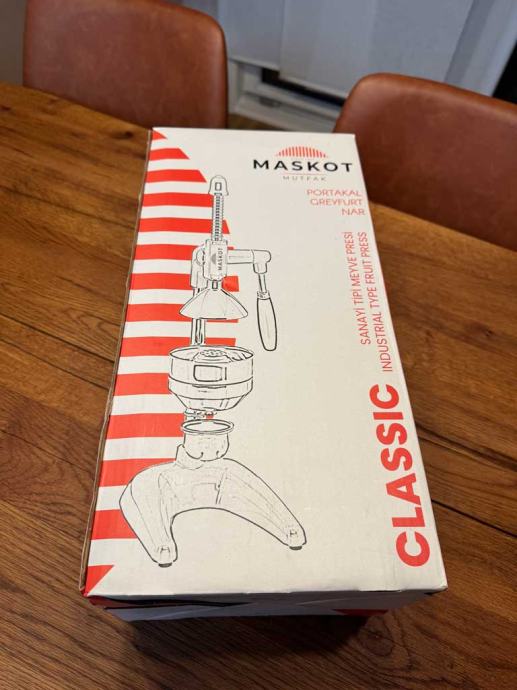 MASKOT
MUTFAK
PORTAKAL
GREYFURT
NAR
MASKOT
SANAYİ TİPİ MEYVE PRESİ
INDUSTRIAL TYPE FRUIT PRESS
CLASSIC